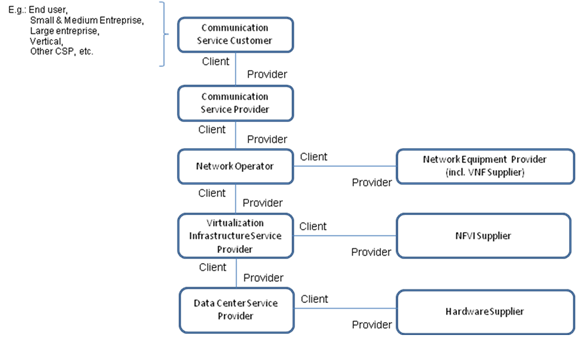 E.g.: End user,
Small & Medium Entreprise,
Large entreprise,
Vertical,
Other CSP, etc.
Communication
Service Customer
Client
Provider
Communication
Service Provider
Client
Provider
Network Operator
Client
Provider
Network Equipment Provider
(incl. VNF Supplier)
Client
Provider
Virtualization
Infrastructure Service
Provider
Client
Provider
NFVI Supplier
Client
Provider
Data Center Service
Provider
Client
Provider
Hardware Supplier